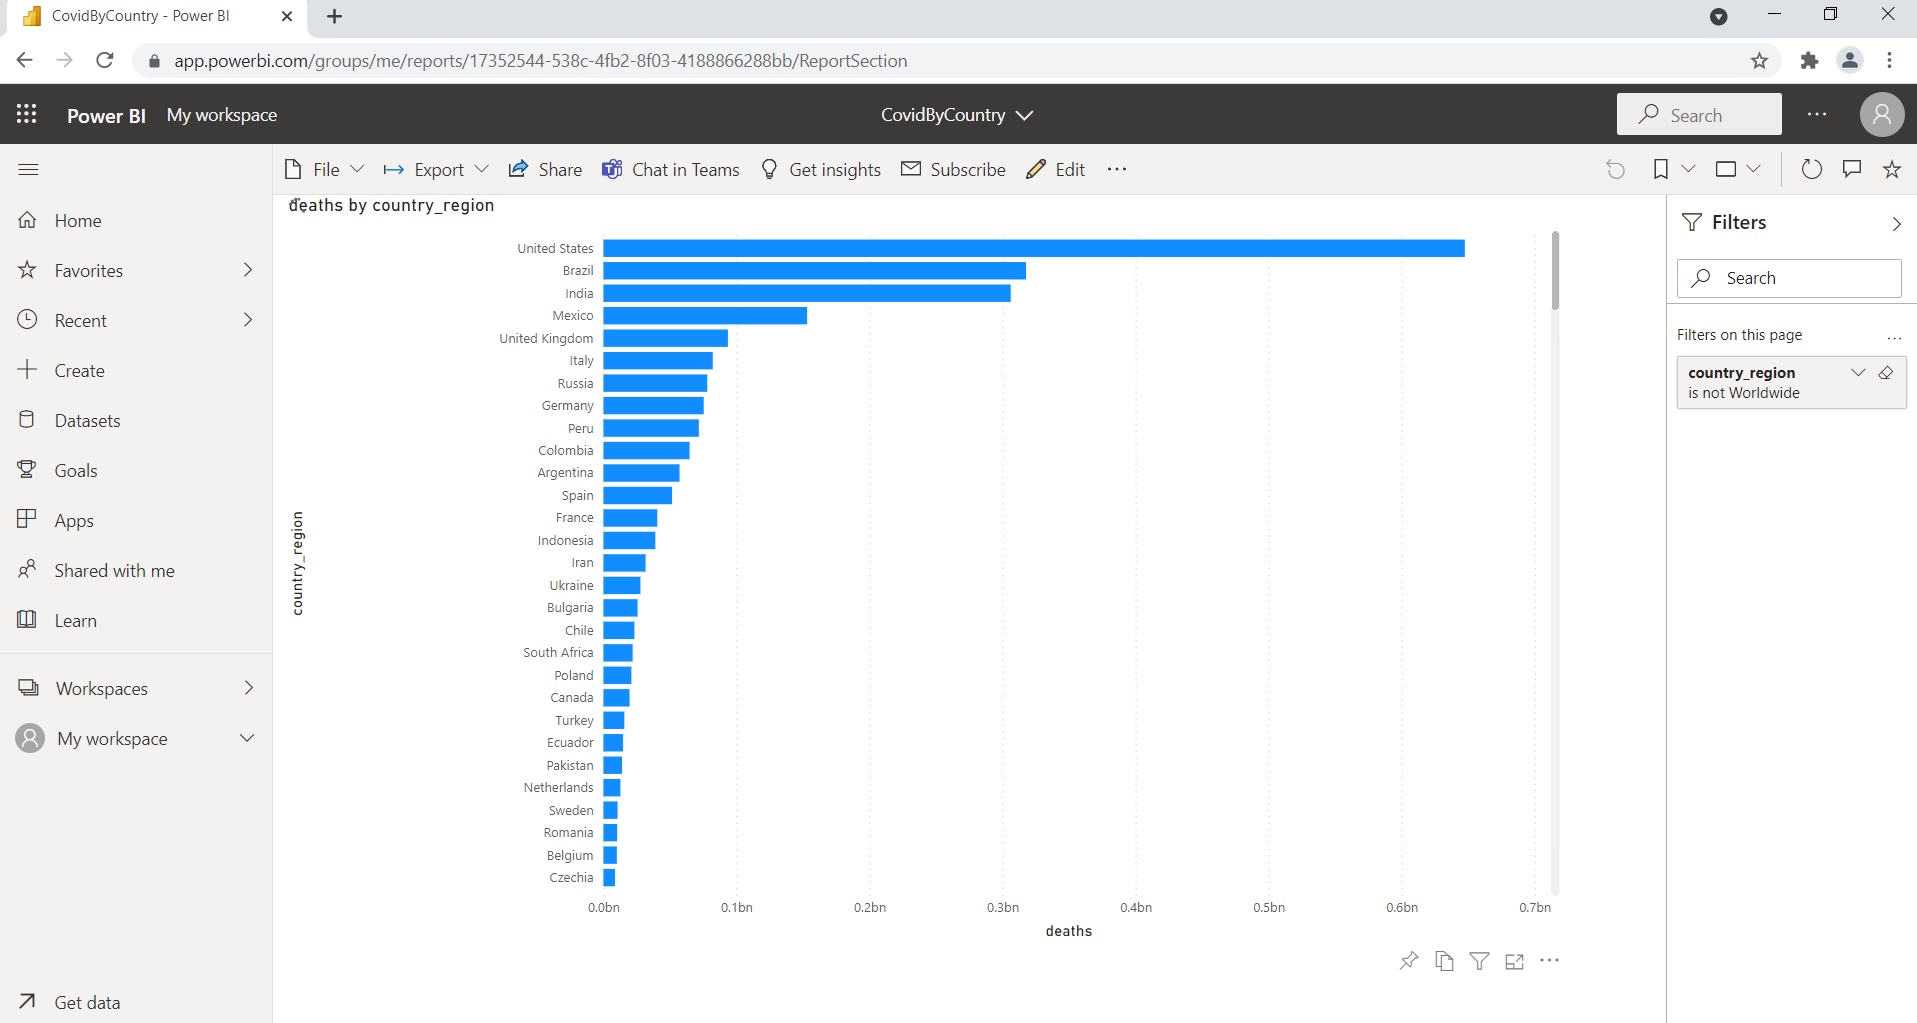 CovidByCountry - Power BI
app.powerbi.com/groups/me/reports/17352544-538c-4fb2-8f03-4188866288bb/ReportSection
Power BI My workspace CovidByCountry Search
File Export Share Chat in Teams Get insights Subscribe Edit
Home
Favorites
Recent
Create
Datasets
Goals
Apps
Shared with me
Learn
Workspaces
My workspace
Get data
deaths by country_region
country_region
United States
Brazil
India
Mexico
United Kingdom
Italy
Russia
Germany
Peru
Colombia
Argentina
Spain
France
Indonesia
Iran
Ukraine
Bulgaria
Chile
South Africa
Poland
Canada
Turkey
Ecuador
Pakistan
Netherlands
Sweden
Romania
Belgium
Czechia
0.0bn 0.1bn 0.2bn 0.3bn 0.4bn 0.5bn 0.6bn 0.7bn
deaths
Filters
Search
Filters on this page
country_region
is not Worldwide